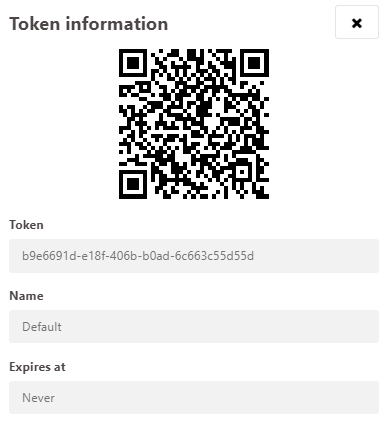 Token information
Token
b9e6691d-e18f-406b-b0ad-6c663c55d55d
Name
Default
Expires at
Never